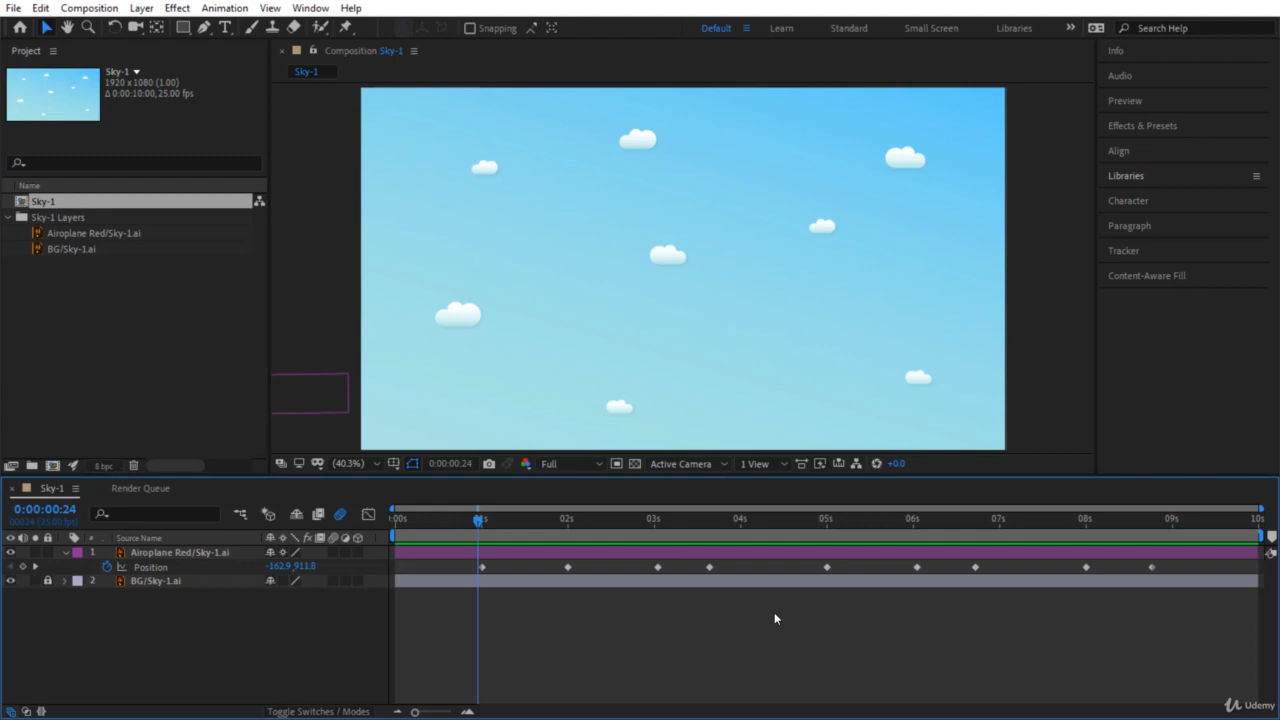 File Edit Composition Layer Effect Animation View Window Help
Snapping Default Learn Standard Small Screen Libraries Search Help
Project
Composition Sky-1
Sky-1
1920 x 1080 (1.00)
Δ 0:00:10:00, 25.00 fps
Sky-1
Name
Sky-1
Sky-1 Layers
Airoplane Red/Sky-1.ai
BG/Sky-1.ai
Info
Audio
Preview
Effects & Presets
Align
Libraries
Character
Paragraph
Tracker
Content-Aware Fill
8 bpc
(40.3%) 0:00:00:24 Full Active Camera 1 View +0.0
Sky-1 Render Queue
0:00:00:24
00024 (25.00 fps)
:00s 02s 03s 04s 05s 06s 07s 08s 09s 10s
# Source Name
1 Airoplane Red/Sky-1.ai
Position -162.9,911.8
2 BG/Sky-1.ai
Toggle Switches / Modes
Udemy